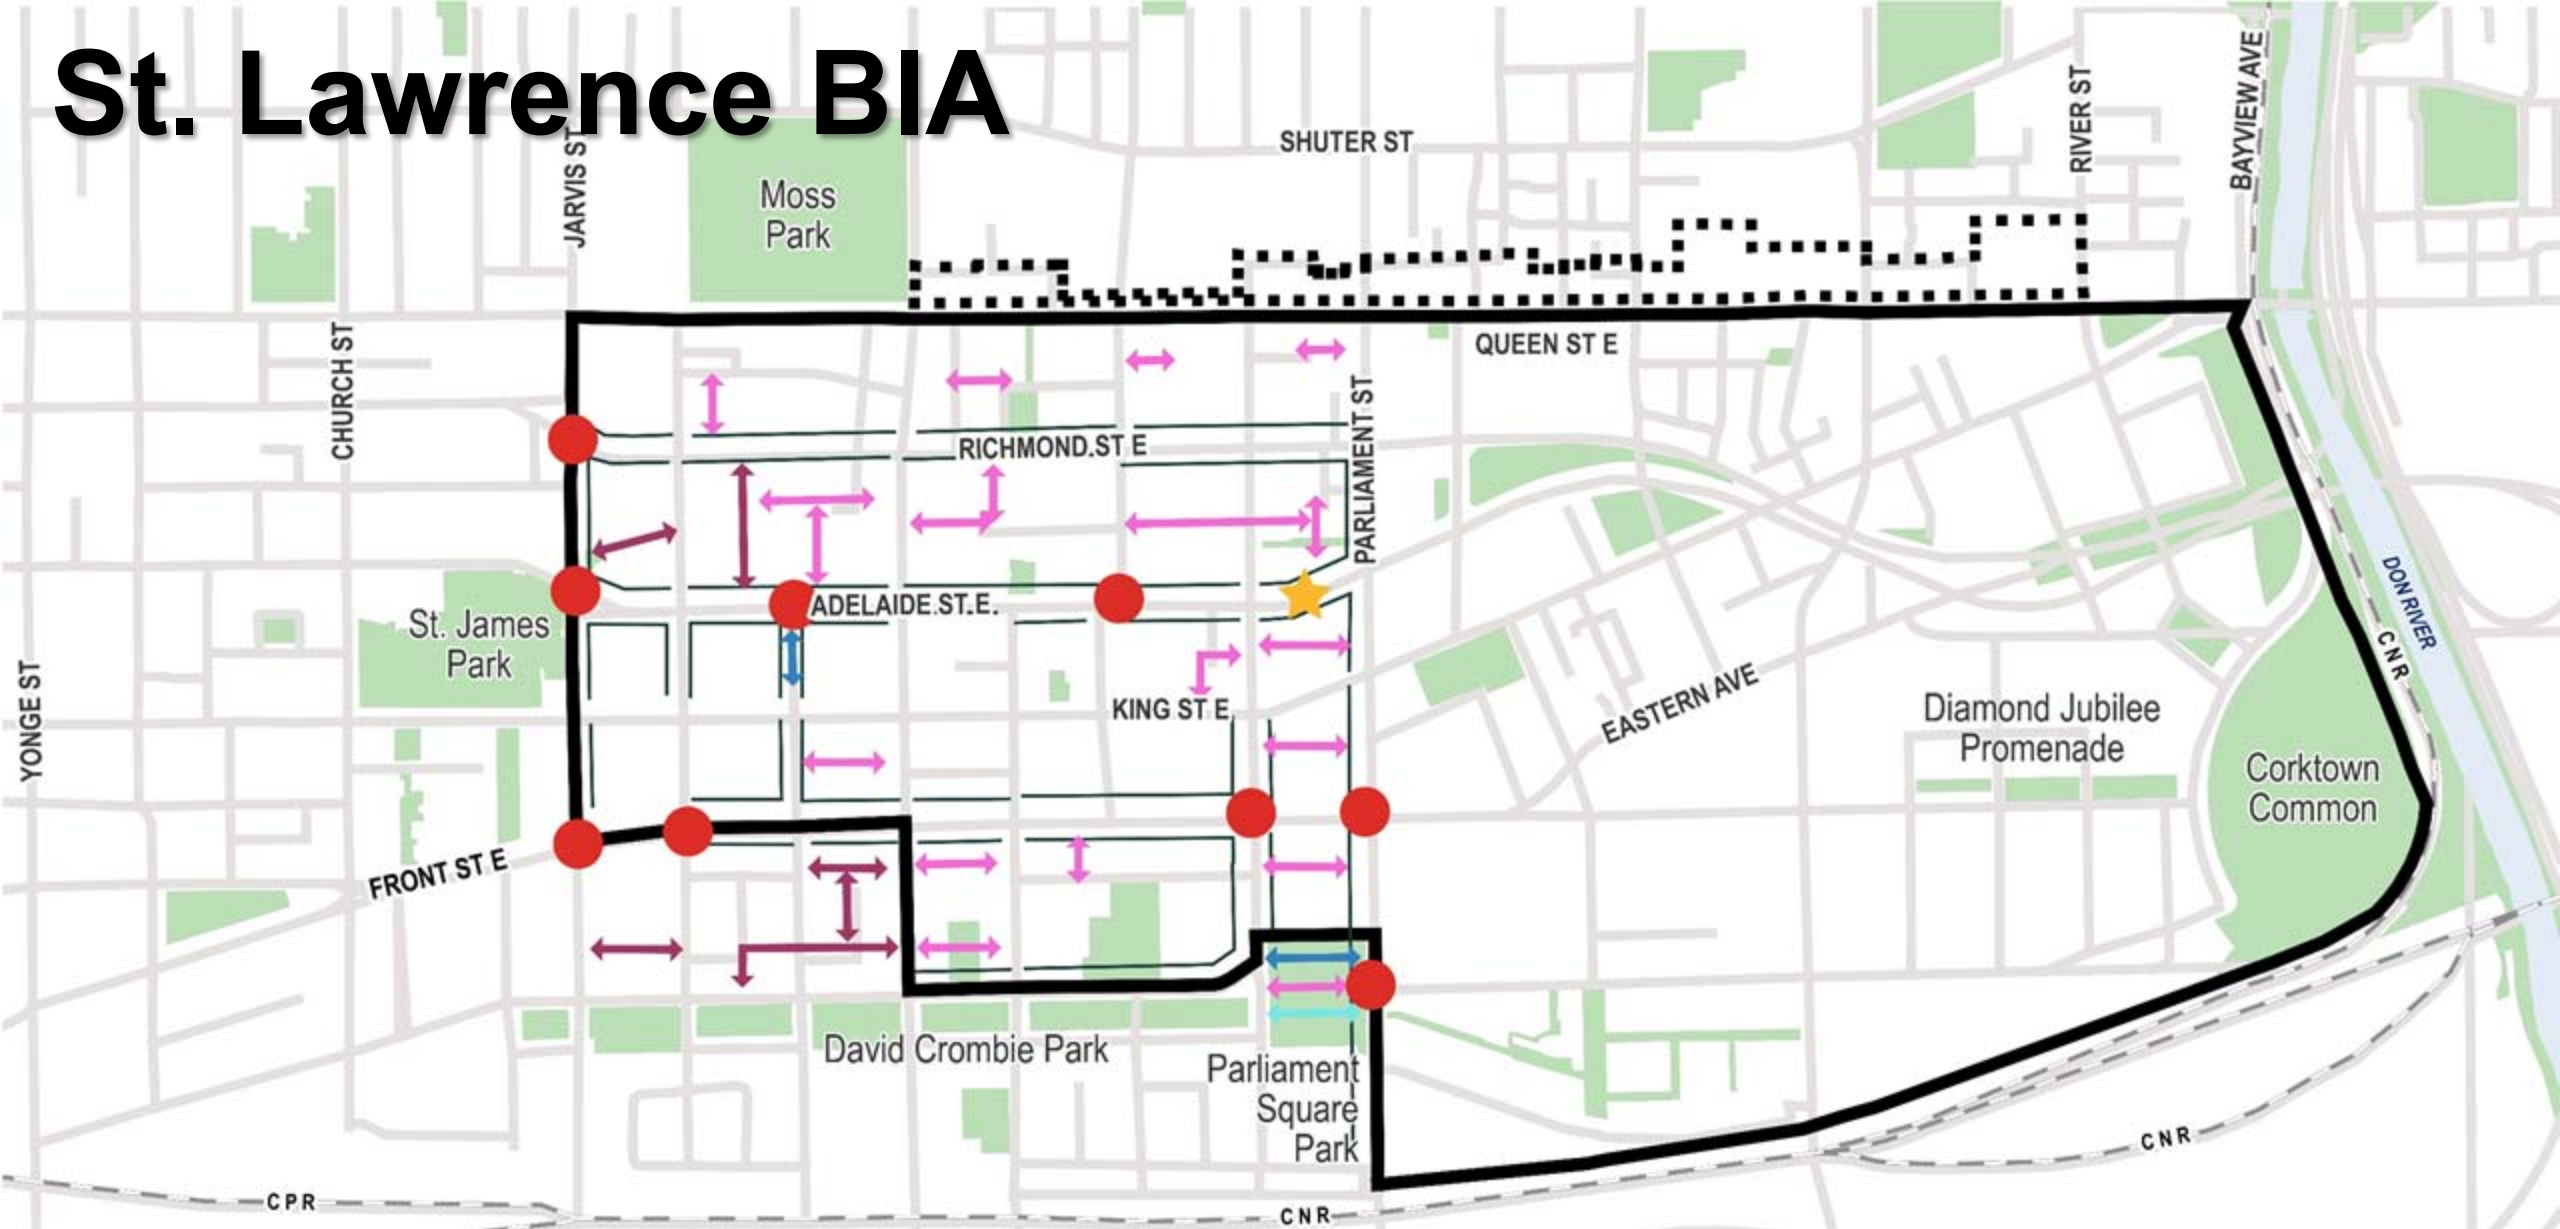 St. Lawrence BIA
SHUTER ST
JARVIS ST
RIVER ST
BAYVIEW AVE
Moss
Park
CHURCH ST
QUEEN ST E
PARLIAMENT ST
RICHMOND.ST E
ADELAIDE.ST.E.
St. James
Park
YONGE ST
KING ST E
EASTERN AVE
Diamond Jubilee
Promenade
Corktown
Common
DON RIVER
CNR
FRONT ST E
David Crombie Park
Parliament
Square
Park
CPR
CNR
CNR